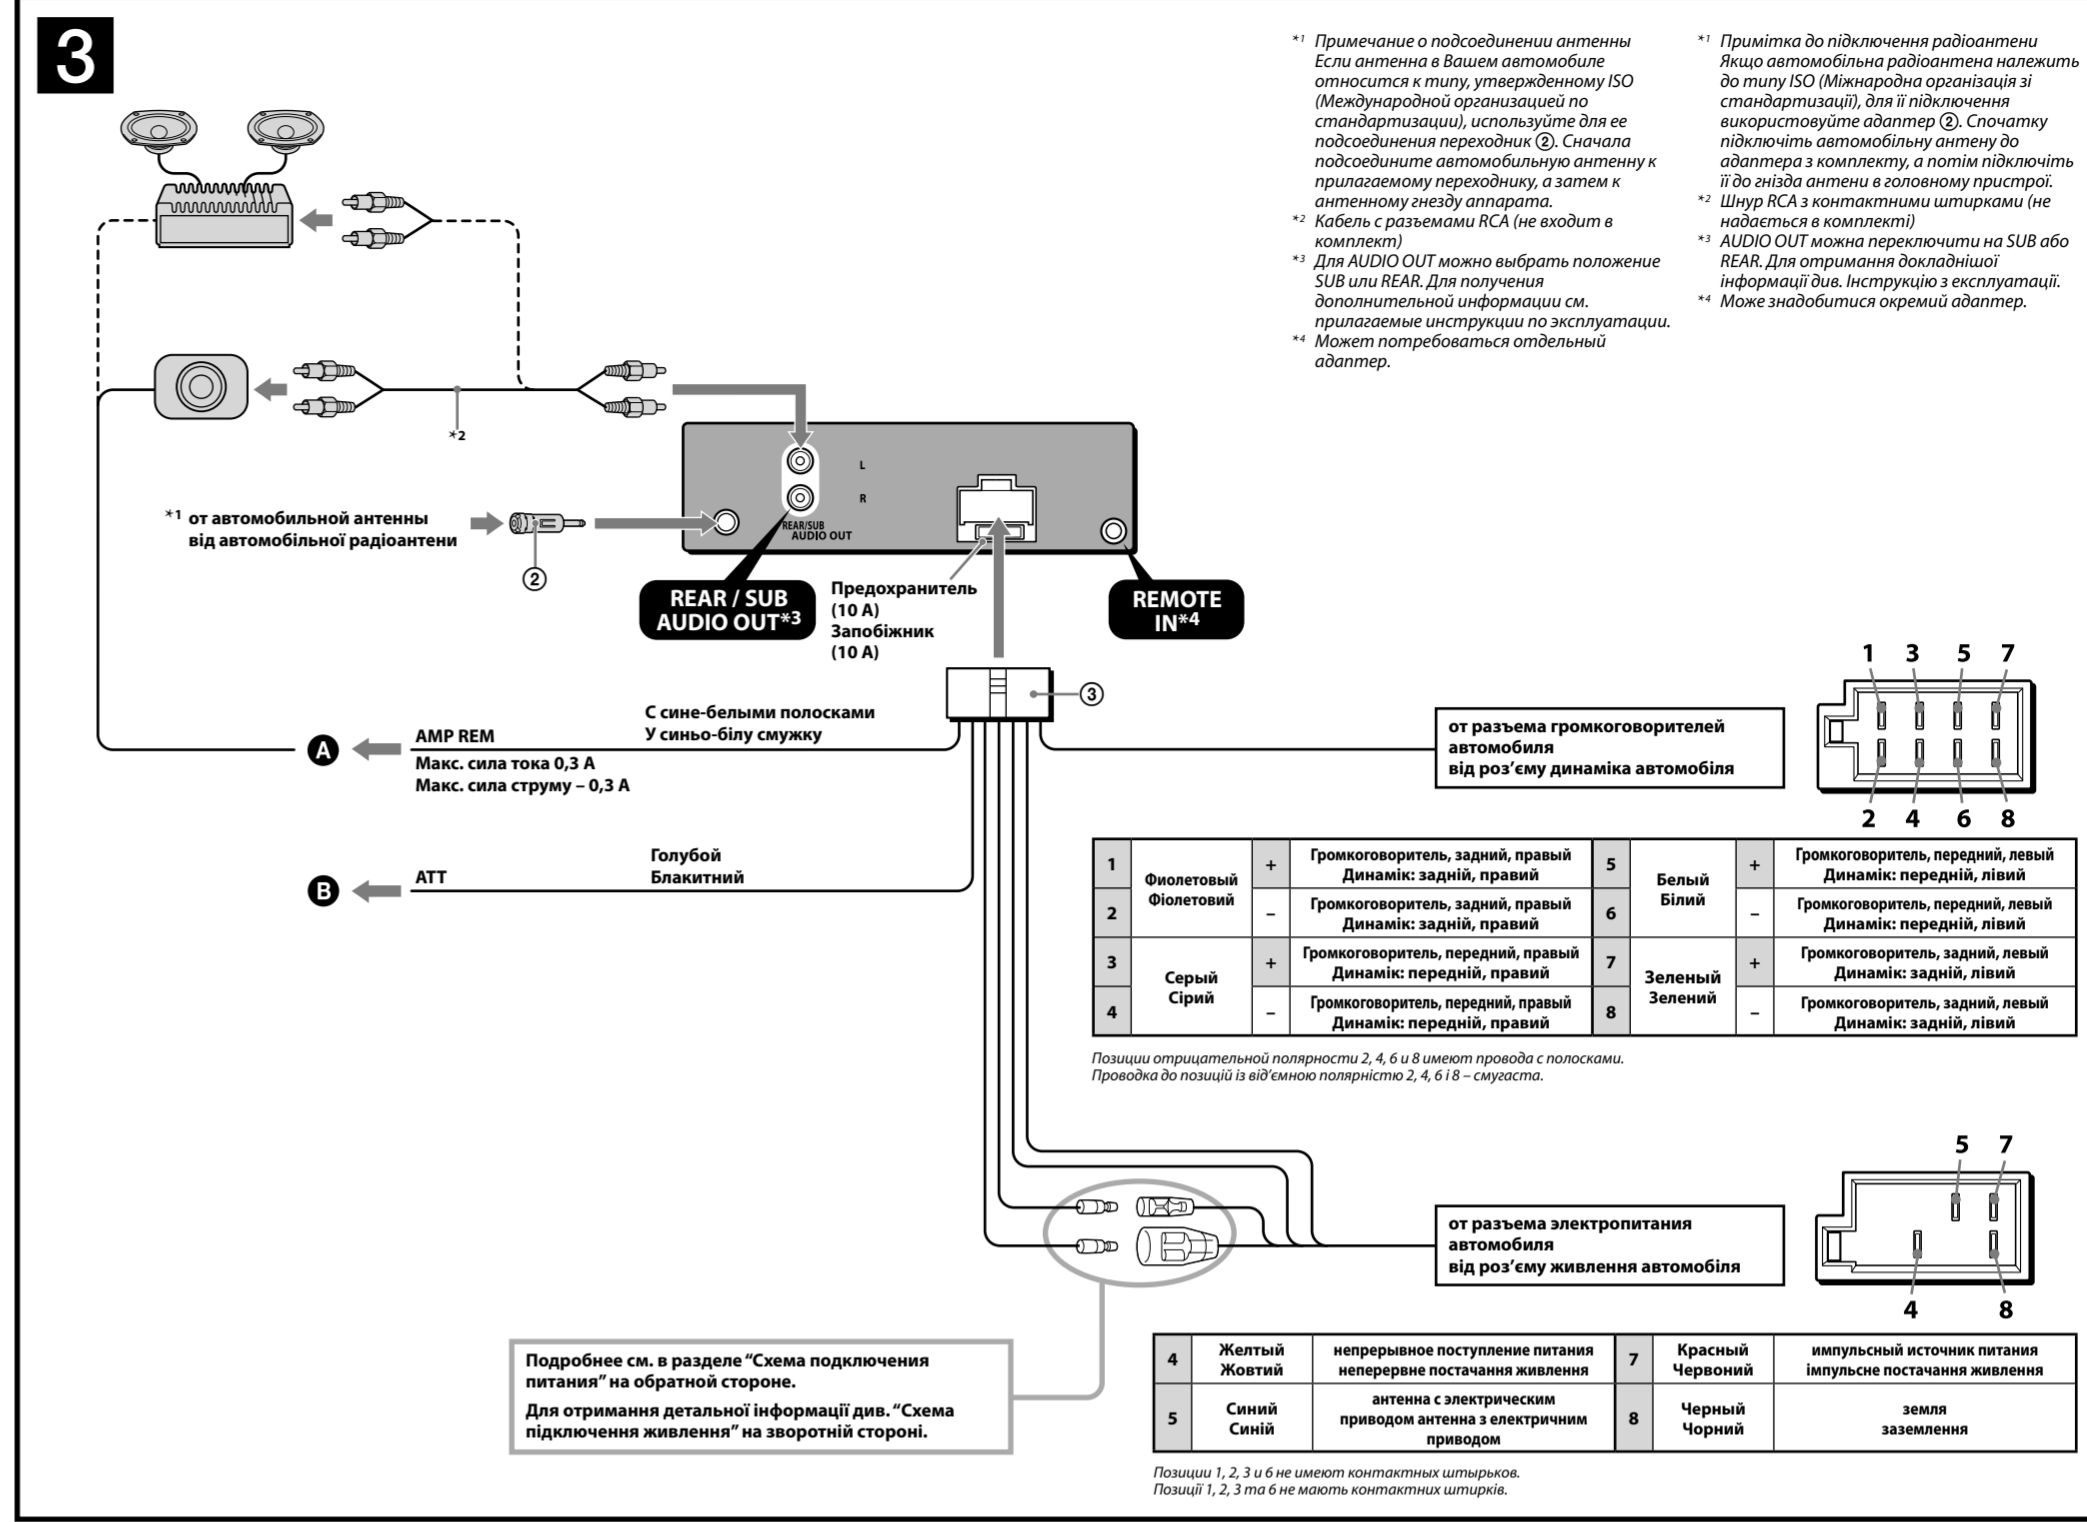 3
*1 Примечание о подсоединении антенны
Если антенна в Вашем автомобиле
относится к типу, утвержденному ISO
(Международной организацией по
стандартизации), используйте для ее
подсоединения переходник ②. Сначала
подсоедините автомобильную антенну к
прилагаемому переходнику, а затем к
антенному гнезду аппарата.
*2 Кабель с разъемами RCA (не входит в
комплект)
*3 Для AUDIO OUT можно выбрать положение
SUB или REAR. Для получения
дополнительной информации см.
прилагаемые инструкции по эксплуатации.
*4 Может потребоваться отдельный
адаптер.
*1 Примітка до підключення радіоантени
Якщо автомобільна радіоантена належить
до типу ISO (Міжнародна організація зі
стандартизації), для її підключення
використовуйте адаптер ②. Спочатку
підключіть автомобільну антену до
адаптера з комплекту, а потім підключіть
її до гнізда антени в головному пристрої.
*2 Шнур RCA з контактними штирками (не
надається в комплекті)
*3 AUDIO OUT можна переключити на SUB або
REAR. Для отримання докладнішої
інформації див. Інструкцію з експлуатації.
*4 Може знадобитися окремий адаптер.
*2
L
R
REAR/SUB
AUDIO OUT
*1 от автомобильной антенны
від автомобільної радіоантени
②
REAR / SUB
AUDIO OUT*3
Предохранитель
(10 A)
Запобіжник
(10 A)
REMOTE
IN*4
③
С сине-белыми полосками
У синьо-білу смужку
A
AMP REM
Макс. сила тока 0,3 A
Макс. сила струму – 0,3 A
Голубой
Блакитний
B
ATT
от разъема громкоговорителей
автомобиля
від роз’єму динаміка автомобіля
1 3 5 7
2 4 6 8
1 Фиолетовый Фіолетовий + Громкоговоритель, задний, правый
Динамік: задній, правий
2 – Громкоговоритель, задний, правый
Динамік: задній, правий
3 Серый Сірий + Громкоговоритель, передний, правый
Динамік: передній, правий
4 – Громкоговоритель, передний, правый
Динамік: передній, правий
5 Белый Білий + Громкоговоритель, передний, левый
Динамік: передній, лівий
6 – Громкоговоритель, передний, левый
Динамік: передній, лівий
7 Зеленый Зелений + Громкоговоритель, задний, левый
Динамік: задній, лівий
8 – Громкоговоритель, задний, левый
Динамік: задній, лівий
Позиции отрицательной полярности 2, 4, 6 и 8 имеют провода с полосками.
Проводка до позицій із від’ємною полярністю 2, 4, 6 і 8 – смугаста.
от разъема электропитания
автомобиля
від роз’єму живлення автомобіля
5 7
4 8
Подробнее см. в разделе “Схема подключения
питания” на обратной стороне.
Для отримання детальної інформації див. “Схема
підключення живлення” на зворотній стороні.
4 Желтый Жовтий непрерывное поступление питания
неперервне постачання живлення
5 Синий Синій антенна с электрическим
приводом антенна з електричним
приводом
7 Красный Червоний импульсный источник питания
імпульсне постачання живлення
8 Черный Чорний земля
заземлення
Позиции 1, 2, 3 и 6 не имеют контактных штырьков.
Позиції 1, 2, 3 та 6 не мають контактних штирків.